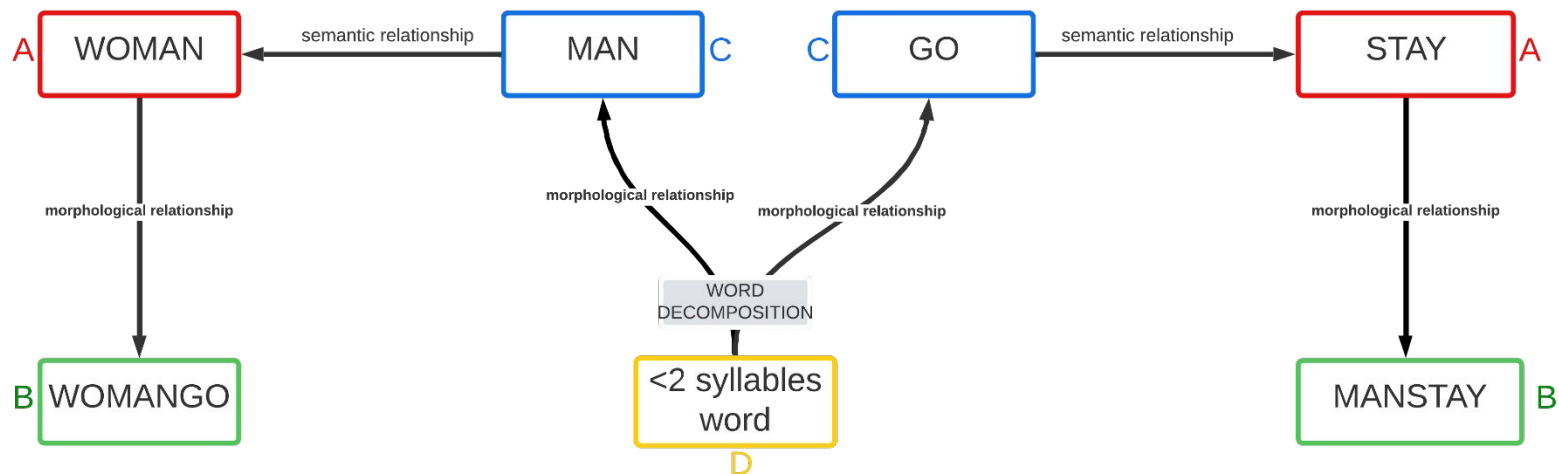 A
WOMAN
semantic relationship
MAN
C
C
GO
semantic relationship
STAY
A
morphological relationship
morphological relationship
morphological relationship
morphological relationship
WORD
DECOMPOSITION
B
WOMANGO
<2 syllables
word
D
MANSTAY
B